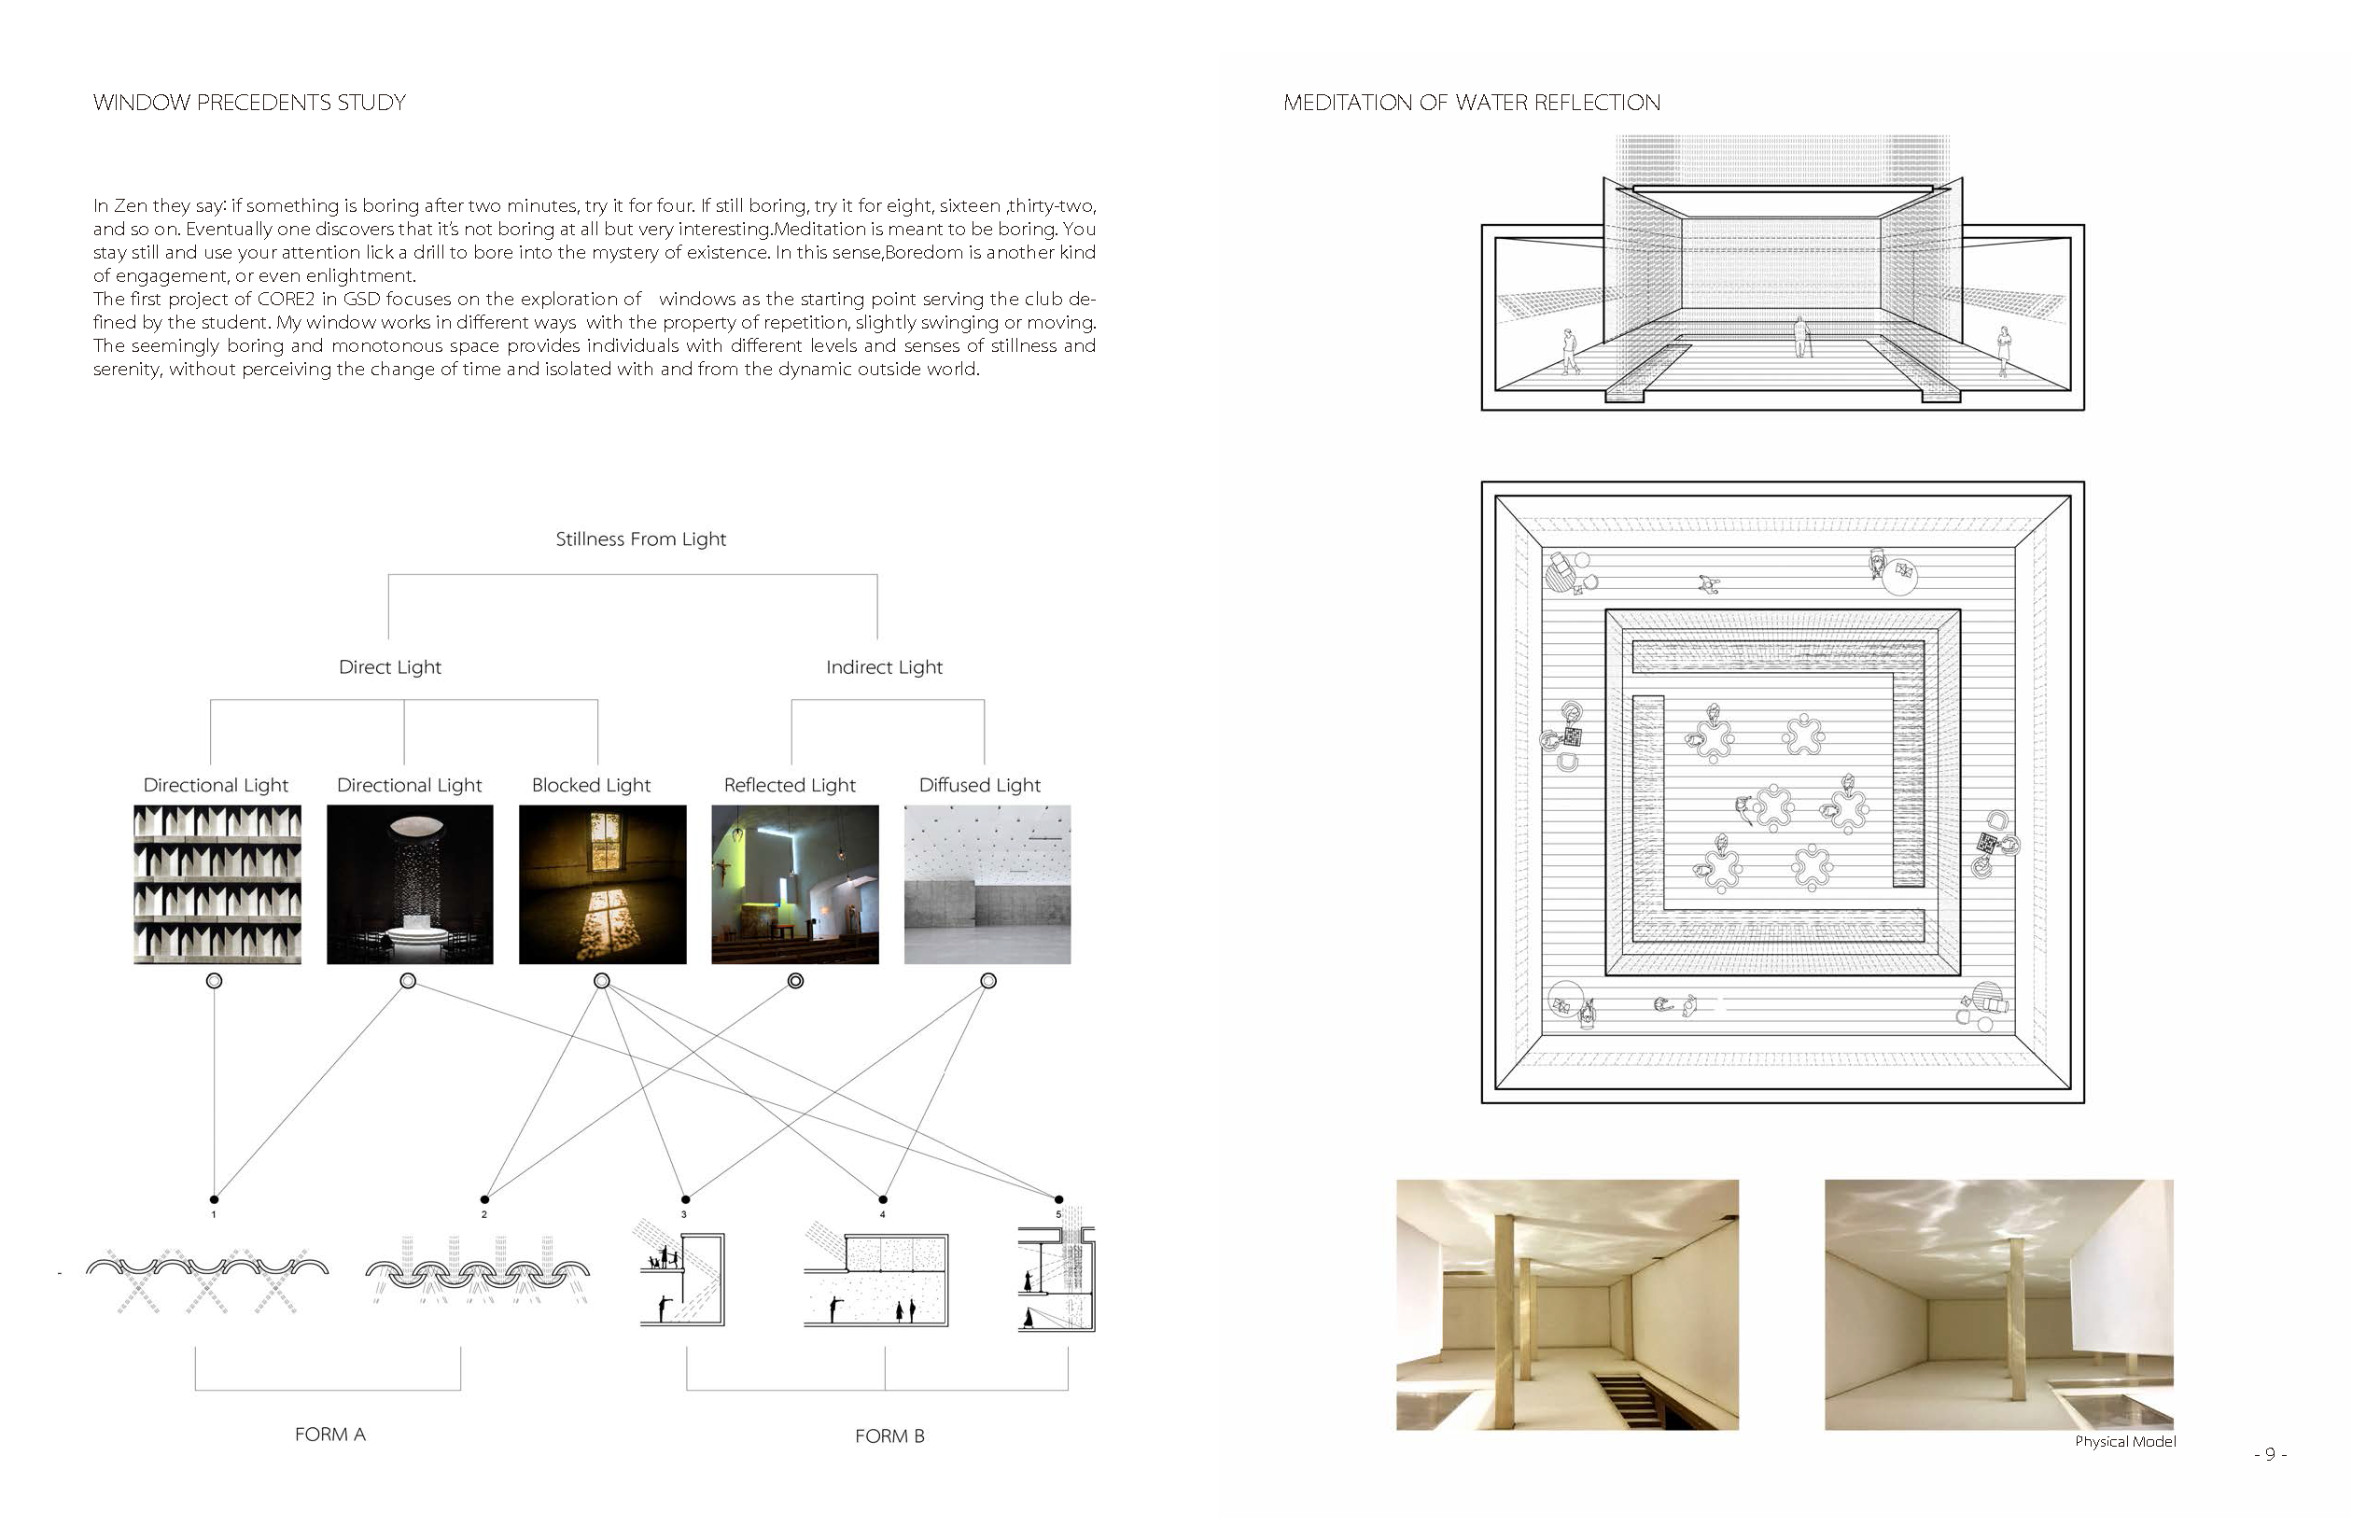 WINDOW PRECEDENTS STUDY
In Zen they say: if something is boring after two minutes, try it for four. If still boring, try it for eight, sixteen ,thirty-two,
and so on. Eventually one discovers that it's not boring at all but very interesting.Meditation is meant to be boring. You
stay still and use your attention lick a drill to bore into the mystery of existence. In this sense,Boredom is another kind
of engagement, or even enlightment.
The first project of CORE2 in GSD focuses on the exploration of windows as the starting point serving the club de-
fined by the student. My window works in different ways with the property of repetition, slightly swinging or moving.
The seemingly boring and monotonous space provides individuals with different levels and senses of stillness and
serenity, without perceiving the change of time and isolated with and from the dynamic outside world.
Stillness From Light
Direct Light
Indirect Light
Directional Light
Directional Light
Blocked Light
Reflected Light
Diffused Light
1
2
3
4
5
-
FORM A
FORM B
MEDITATION OF WATER REFLECTION
Physical Model
- 9 -